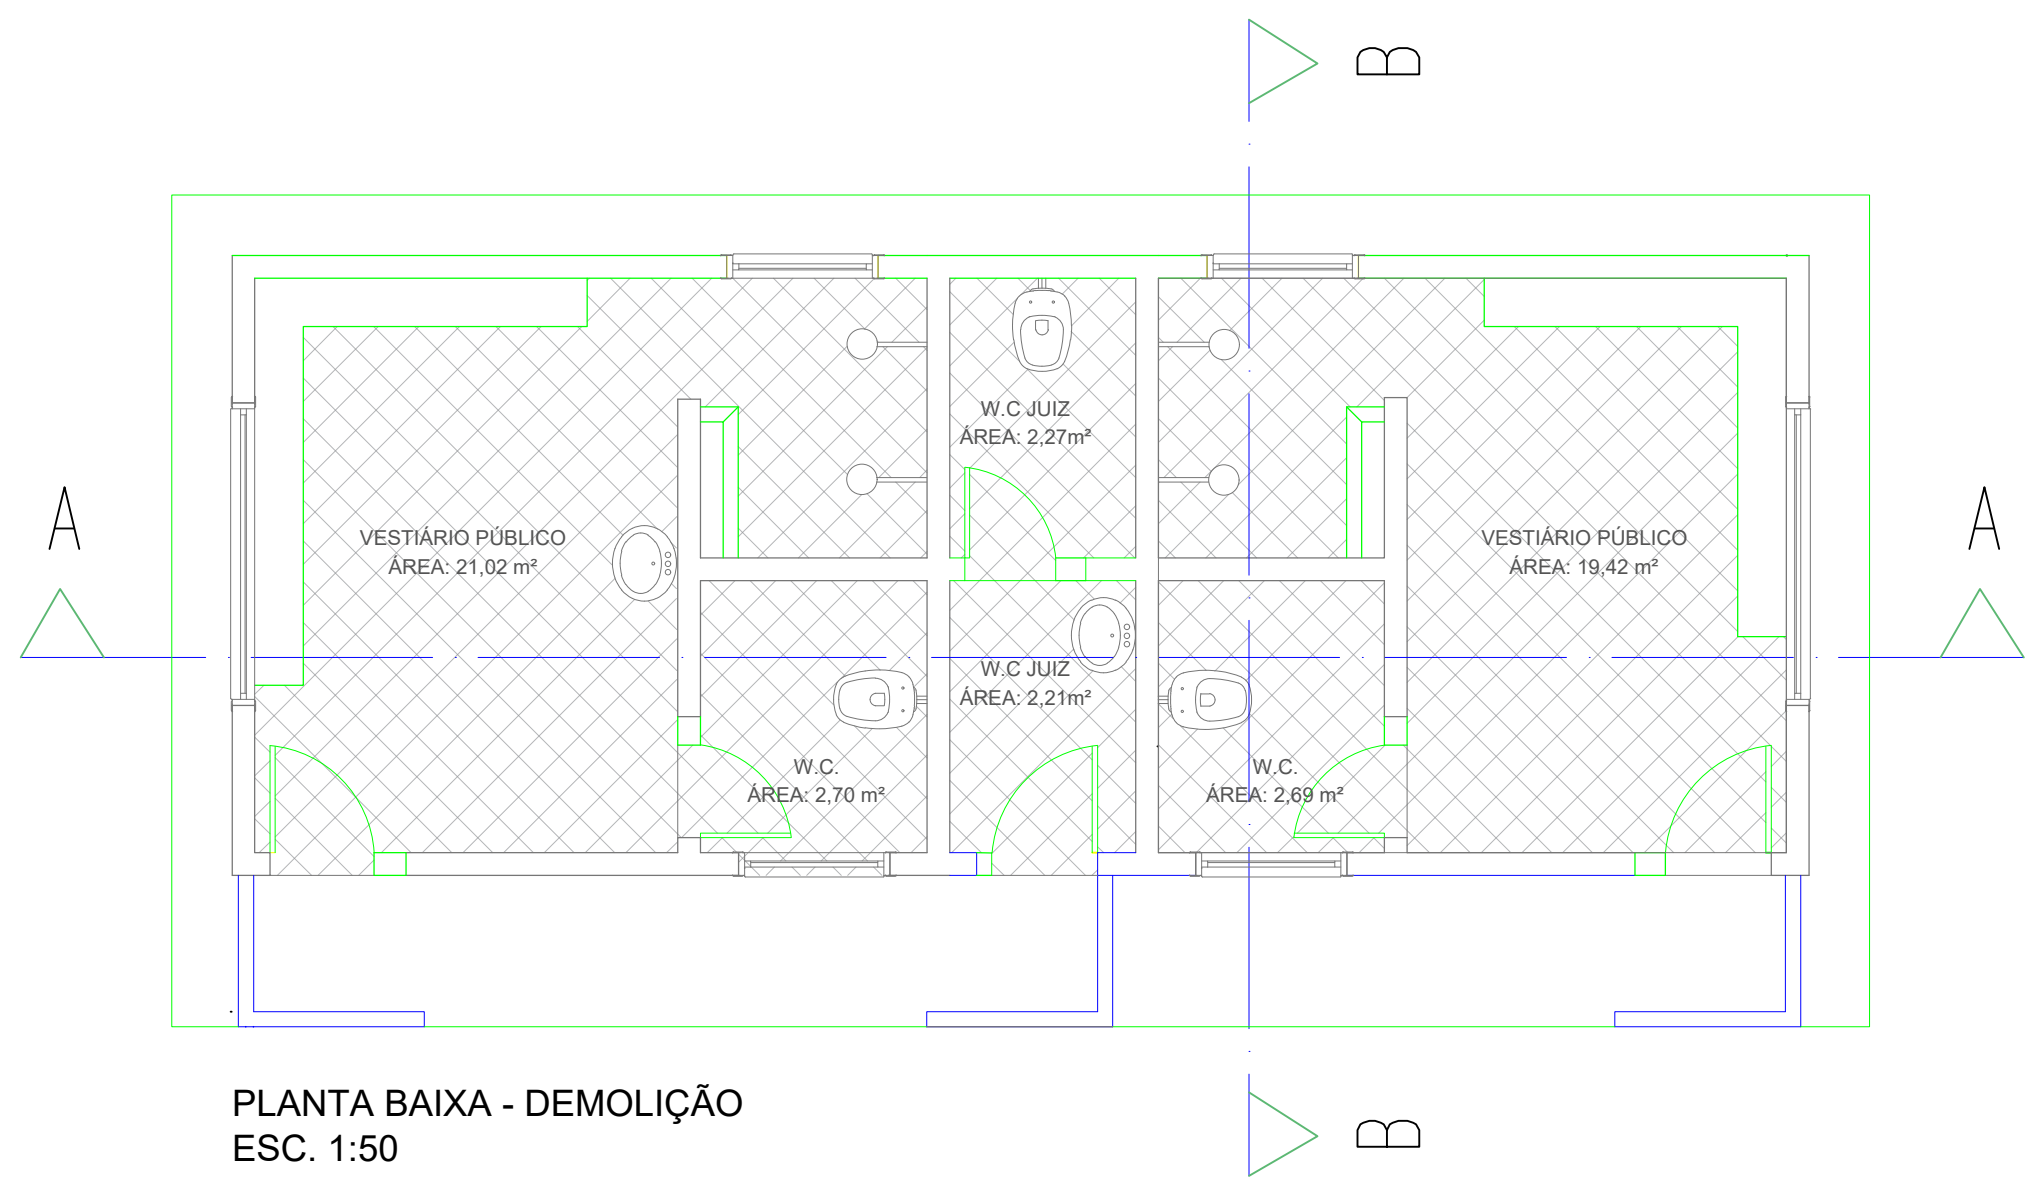 B
W.C JUIZ
ÁREA: 2,27m²
A
VESTIÁRIO PÚBLICO
ÁREA: 21,02 m²
VESTIÁRIO PÚBLICO
ÁREA: 19,42 m²
A
W.C JUIZ
ÁREA: 2,21m²
W.C.
ÁREA: 2,70 m²
W.C.
ÁREA: 2,69 m²
PLANTA BAIXA - DEMOLIÇÃO
ESC. 1:50
B